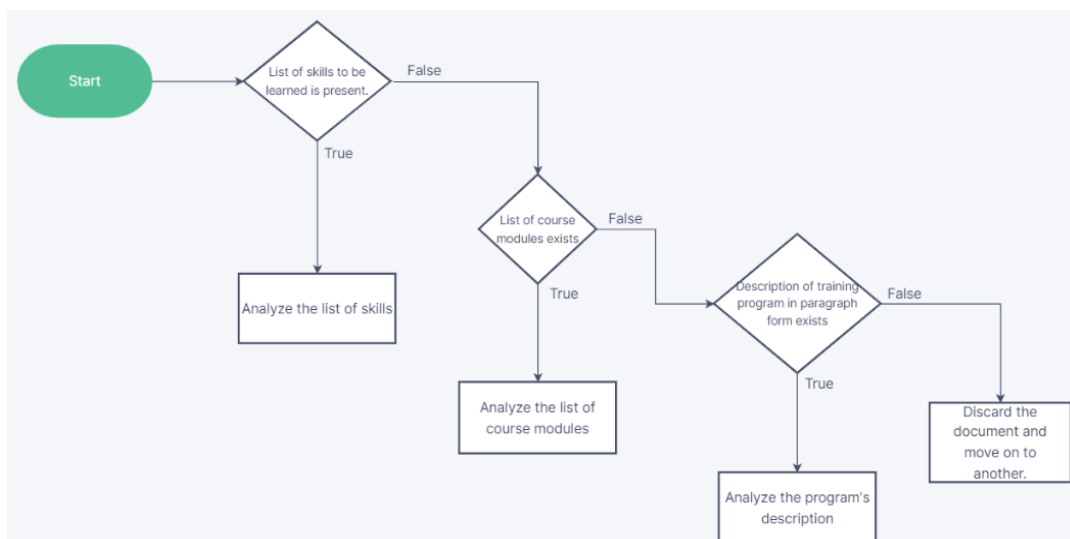 Start
List of skills to be
learned is present.
False
True
Analyze the list of skills
List of course
modules exists
False
True
Analyze the list of
course modules
Description of training
program in paragraph
form exists
False
True
Analyze the program's
description
Discard the
document and
move on to
another.